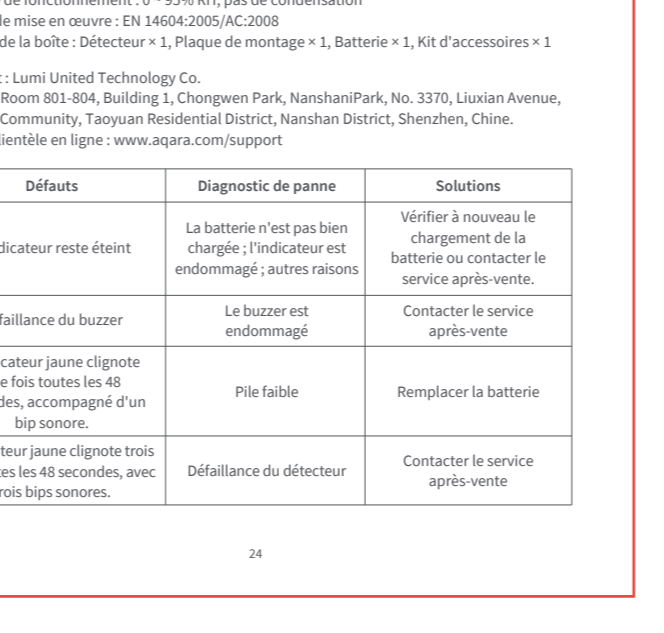 de fonctionnement : 0 ~ 95% RH, pas de condensation
de mise en œuvre : EN 14604:2005/AC:2008
de la boîte : Détecteur × 1, Plaque de montage × 1, Batterie × 1, Kit d'accessoires × 1
: Lumi United Technology Co.
Room 801-804, Building 1, Chongwen Park, NanshaniPark, No. 3370, Liuxian Avenue,
Community, Taoyuan Residential District, Nanshan District, Shenzhen, Chine.
lientèle en ligne : www.aqara.com/support
Défauts
Diagnostic de panne
Solutions
dicateur reste éteint
La batterie n'est pas bien
chargée ; l'indicateur est
endommagé ; autres raisons
Vérifier à nouveau le
chargement de la
batterie ou contacter le
service après-vente.
faillance du buzzer
Le buzzer est
endommagé
Contacter le service
après-vente
cateur jaune clignote
e fois toutes les 48
des, accompagné d'un
bip sonore.
Pile faible
Remplacer la batterie
teur jaune clignote trois
es les 48 secondes, avec
rois bips sonores.
Défaillance du détecteur
Contacter le service
après-vente
24